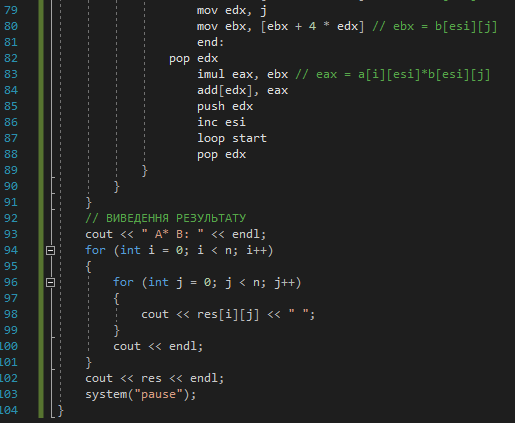 79 mov edx, j
80 mov ebx, [ebx + 4 * edx] // ebx = b[esi][j]
81 end:
82 pop edx
83 imul eax, ebx // eax = a[i][esi]*b[esi][j]
84 add[edx], eax
85 push edx
86 inc esi
87 loop start
88 pop edx
89 }
90 }
91 }
92 // ВИВЕДЕННЯ РЕЗУЛЬТАТУ
93 cout << " A* B: " << endl;
94 for (int i = 0; i < n; i++)
95 {
96 for (int j = 0; j < n; j++)
97 {
98 cout << res[i][j] << " ";
99 }
100 cout << endl;
101 }
102 cout << res << endl;
103 system("pause");
104 }